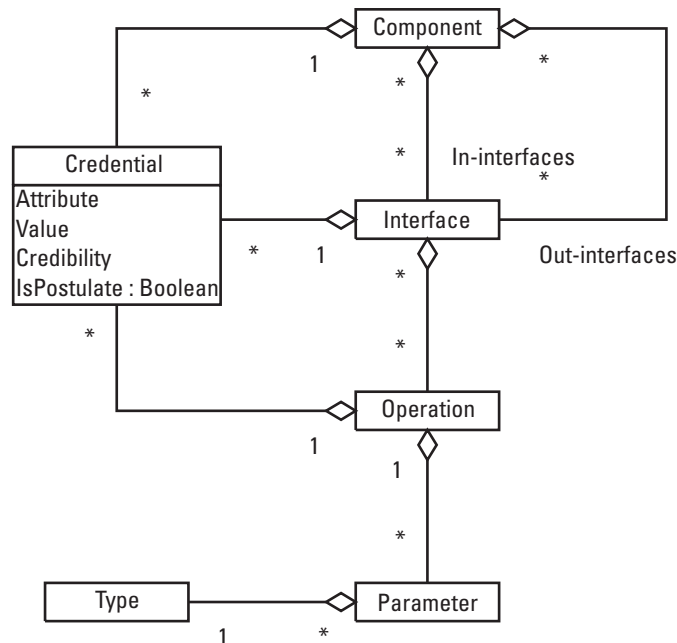 Component
1
*
*
*
Credential
*
In-interfaces
*
Attribute
Value
Credibility
IsPostulate : Boolean
Interface
*
1
*
Out-interfaces
*
*
Operation
1
1
*
Type
Parameter
1
*